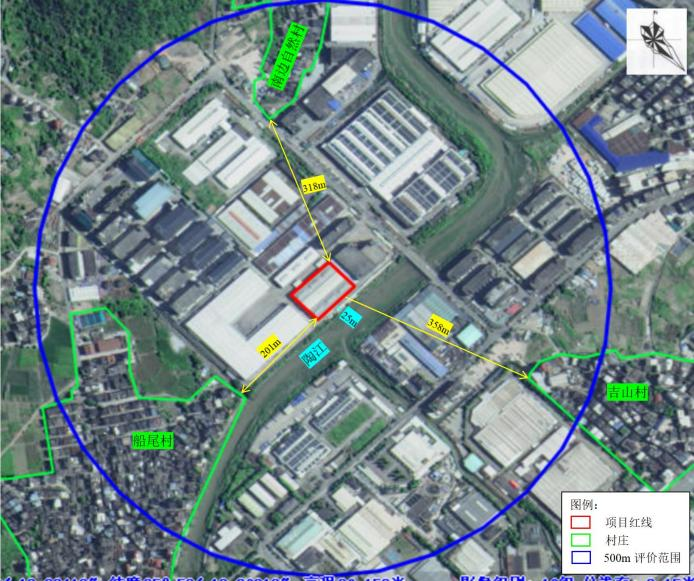 南边自然村
318m
25m
358m
201m
陶江
吉山村
船尾村
图例：
项目红线
村庄
500m 评价范围